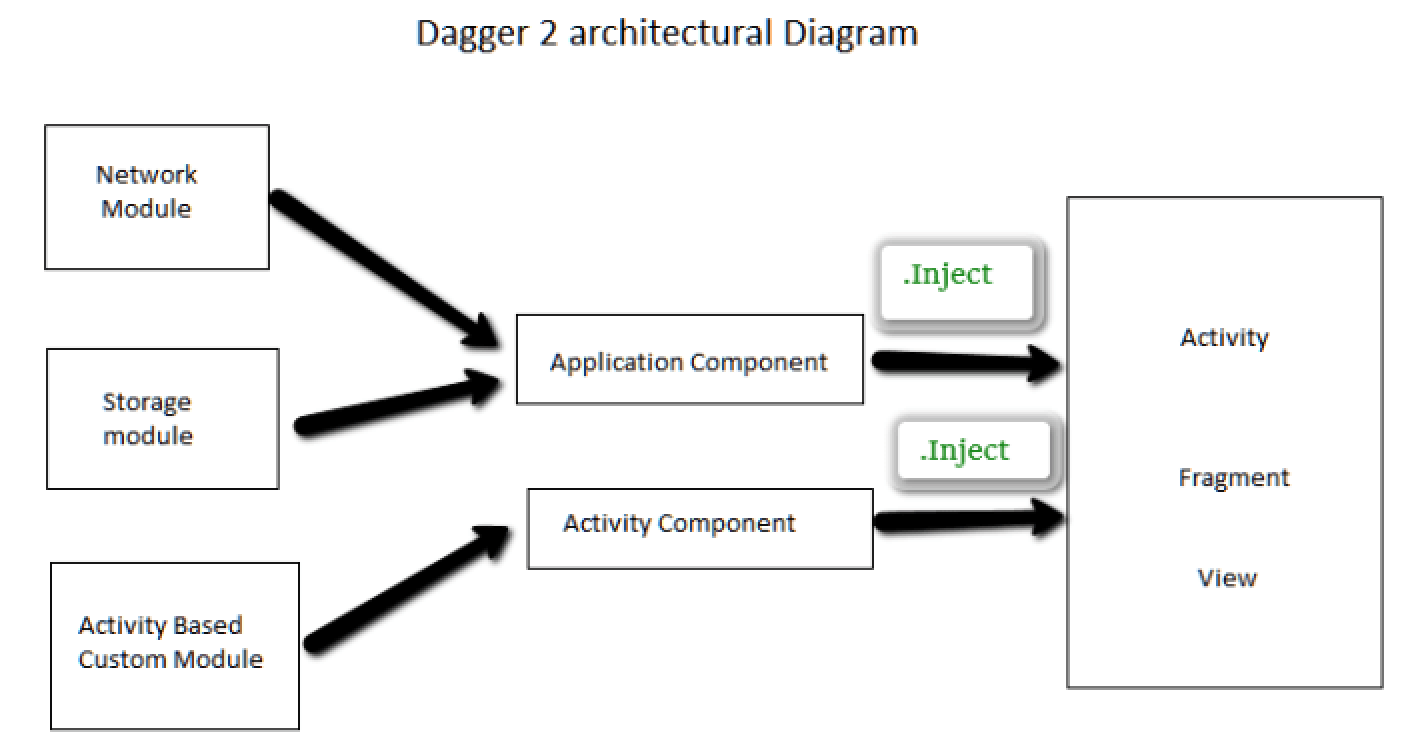 Dagger 2 architectural Diagram
Network
Module
Storage
module
Activity Based
Custom Module
Application Component
Activity Component
.Inject
.Inject
Activity
Fragment
View